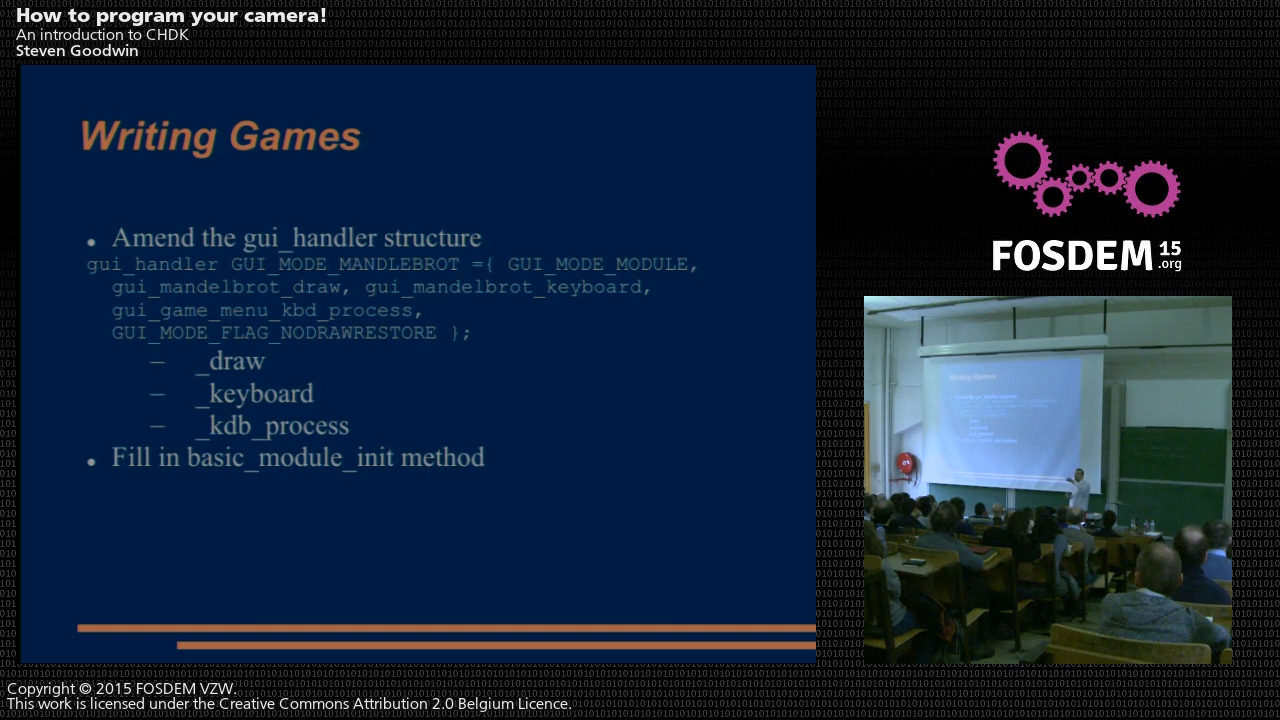 How to program your camera!
An introduction to CHDK
Steven Goodwin
Writing Games
• Amend the gui_handler structure
gui_handler GUI_MODE_MANDLEBROT ={ GUI_MODE_MODULE,
gui_mandelbrot_draw, gui_mandelbrot_keyboard,
gui_game_menu_kbd_process,
GUI_MODE_FLAG_NODRAWRESTORE };
– _draw
– _keyboard
– _kdb_process
• Fill in basic_module_init method
FOSDEM 15
.org
Writing Games
Copyright © 2015 FOSDEM VZW.
This work is licensed under the Creative Commons Attribution 2.0 Belgium Licence.